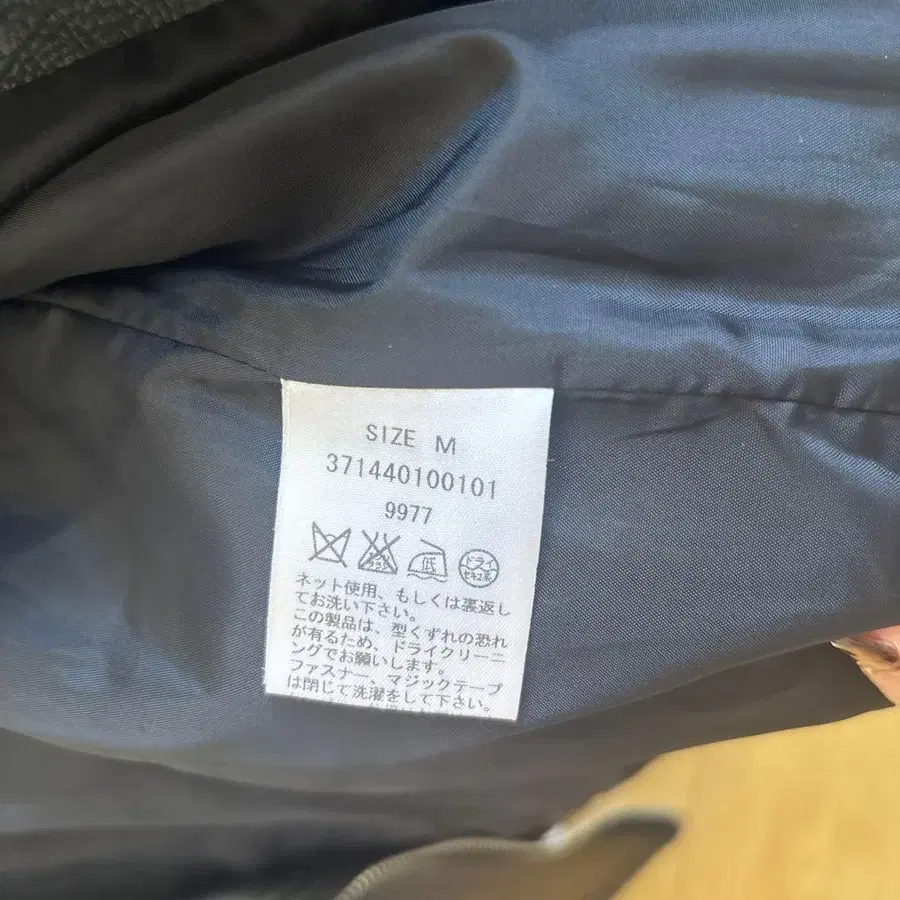 SIZE M
371440100101
9977
低
ドライ
セキユ系
ネット使用、もしくは裏返し
てお洗い下さい。
この製品は、型くずれの恐れ
が有るため、ドライクリーニ
ングでお願いします。
ファスナー、マジックテープ
は閉じて洗濯をして下さい。